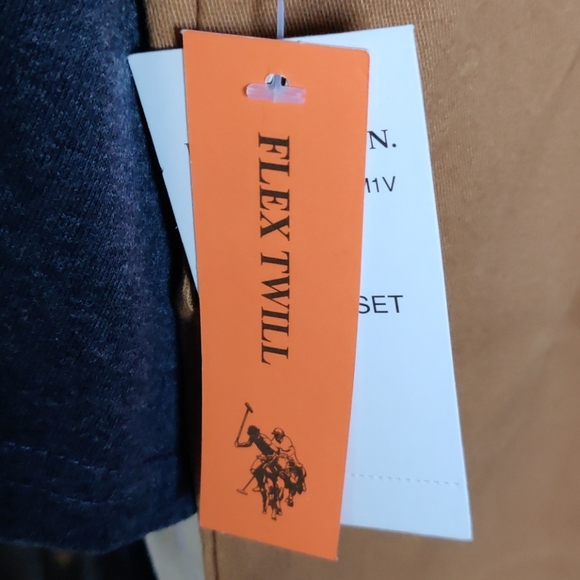 FLEX TWILL
N.
M1V
SET